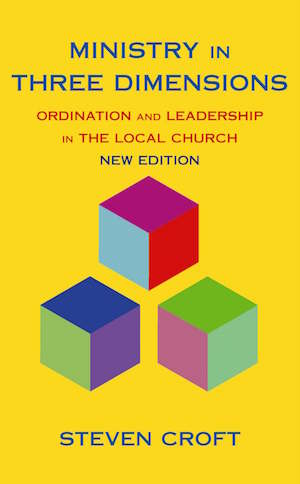 MINISTRY IN
THREE DIMENSIONS
ORDINATION AND LEADERSHIP
IN THE LOCAL CHURCH
NEW EDITION
STEVEN CROFT